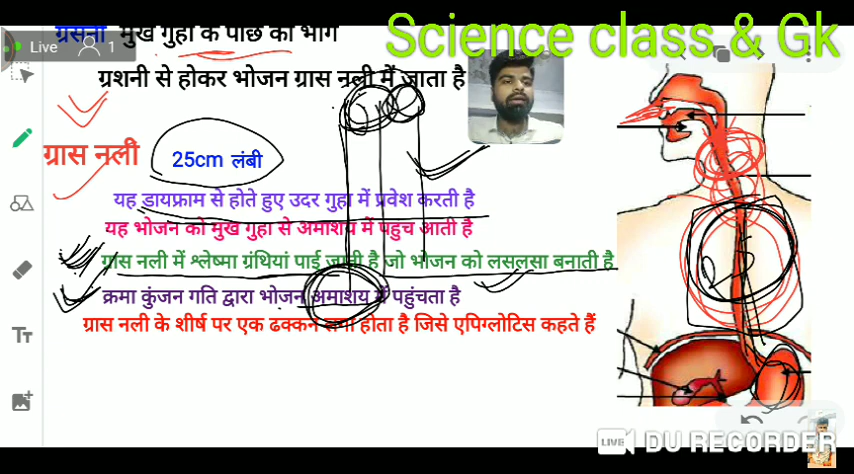 Science class & Gk
Live 1
ग्रसनी मुख गुहा के पाछ का भाग
ग्रशनी से होकर भोजन ग्रास नली में जाता है
ग्रास नली
25cm लंबी
यह डायफ्राम से होते हुए उदर गुहा में प्रवेश करती है
यह भोजन को मुख गुहा से अमाशय में पहुच आती है
ग्रास नली में श्लेष्मा ग्रंथियां पाई जाती है जो भोजन को लसलसा बनाती है
क्रमा कुंजन गति द्वारा भोजन अमाशय में पहुंचता है
ग्रास नली के शीर्ष पर एक ढक्कन लगा होता है जिसे एपिग्लोटिस कहते हैं
Tт
LIVE DU RECORDER